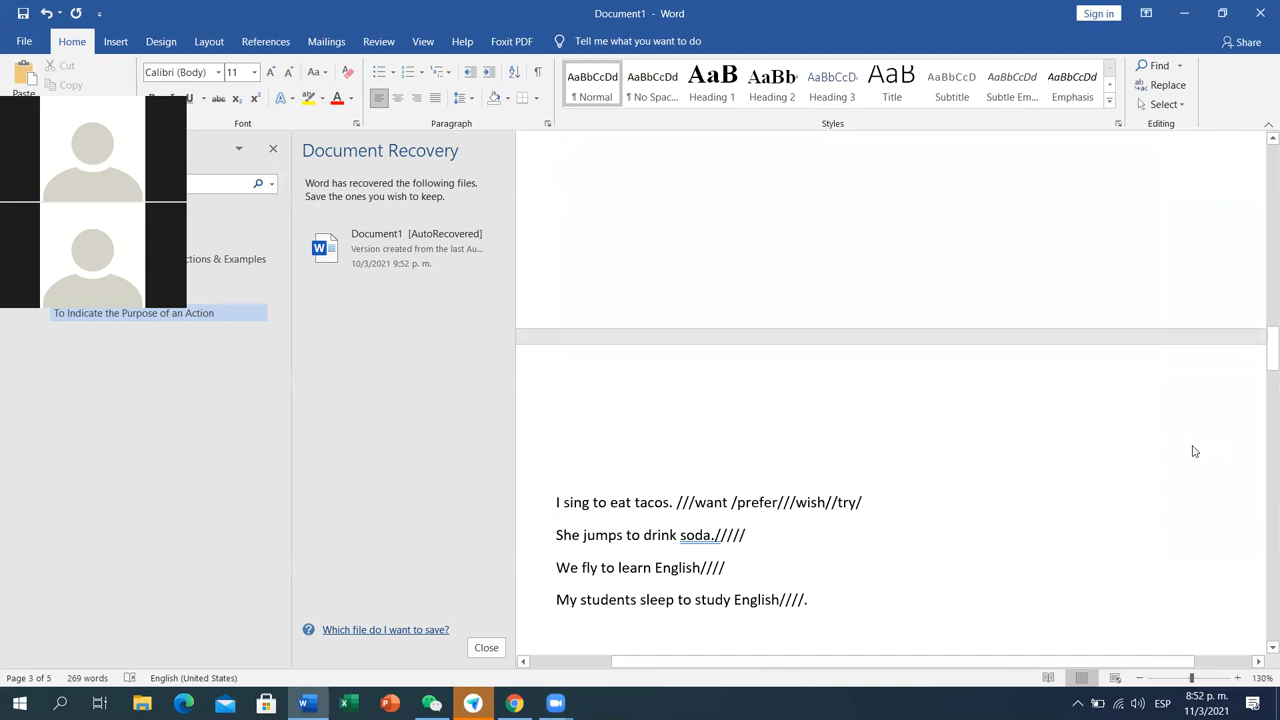 Document1 - Word
Sign in
File Home Insert Design Layout References Mailings Review View Help Foxit PDF Tell me what you want to do Share
Paste
Cut
Copy
Calibri (Body) 11
Font
Paragraph
AaBbCcDd
¶ Normal
AaBbCcDd
¶ No Spac...
AaB
Heading 1
AaBb
Heading 2
AaBbCcDd
Heading 3
AaB
Title
AaBbCcD
Subtitle
AaBbCcDd
Subtle Em...
AaBbCcDd
Emphasis
Styles
Find
Replace
Select
Editing
ctions & Examples
To Indicate the Purpose of an Action
Document Recovery
Word has recovered the following files.
Save the ones you wish to keep.
Document1 [AutoRecovered]
Version created from the last Au...
10/3/2021 9:52 p. m.
Which file do I want to save?
Close
I sing to eat tacos. ///want /prefer///wish//try/
She jumps to drink soda./////
We fly to learn English////
My students sleep to study English////.
Page 3 of 5 269 words English (United States)
130%
ESP
8:52 p. m.
11/3/2021